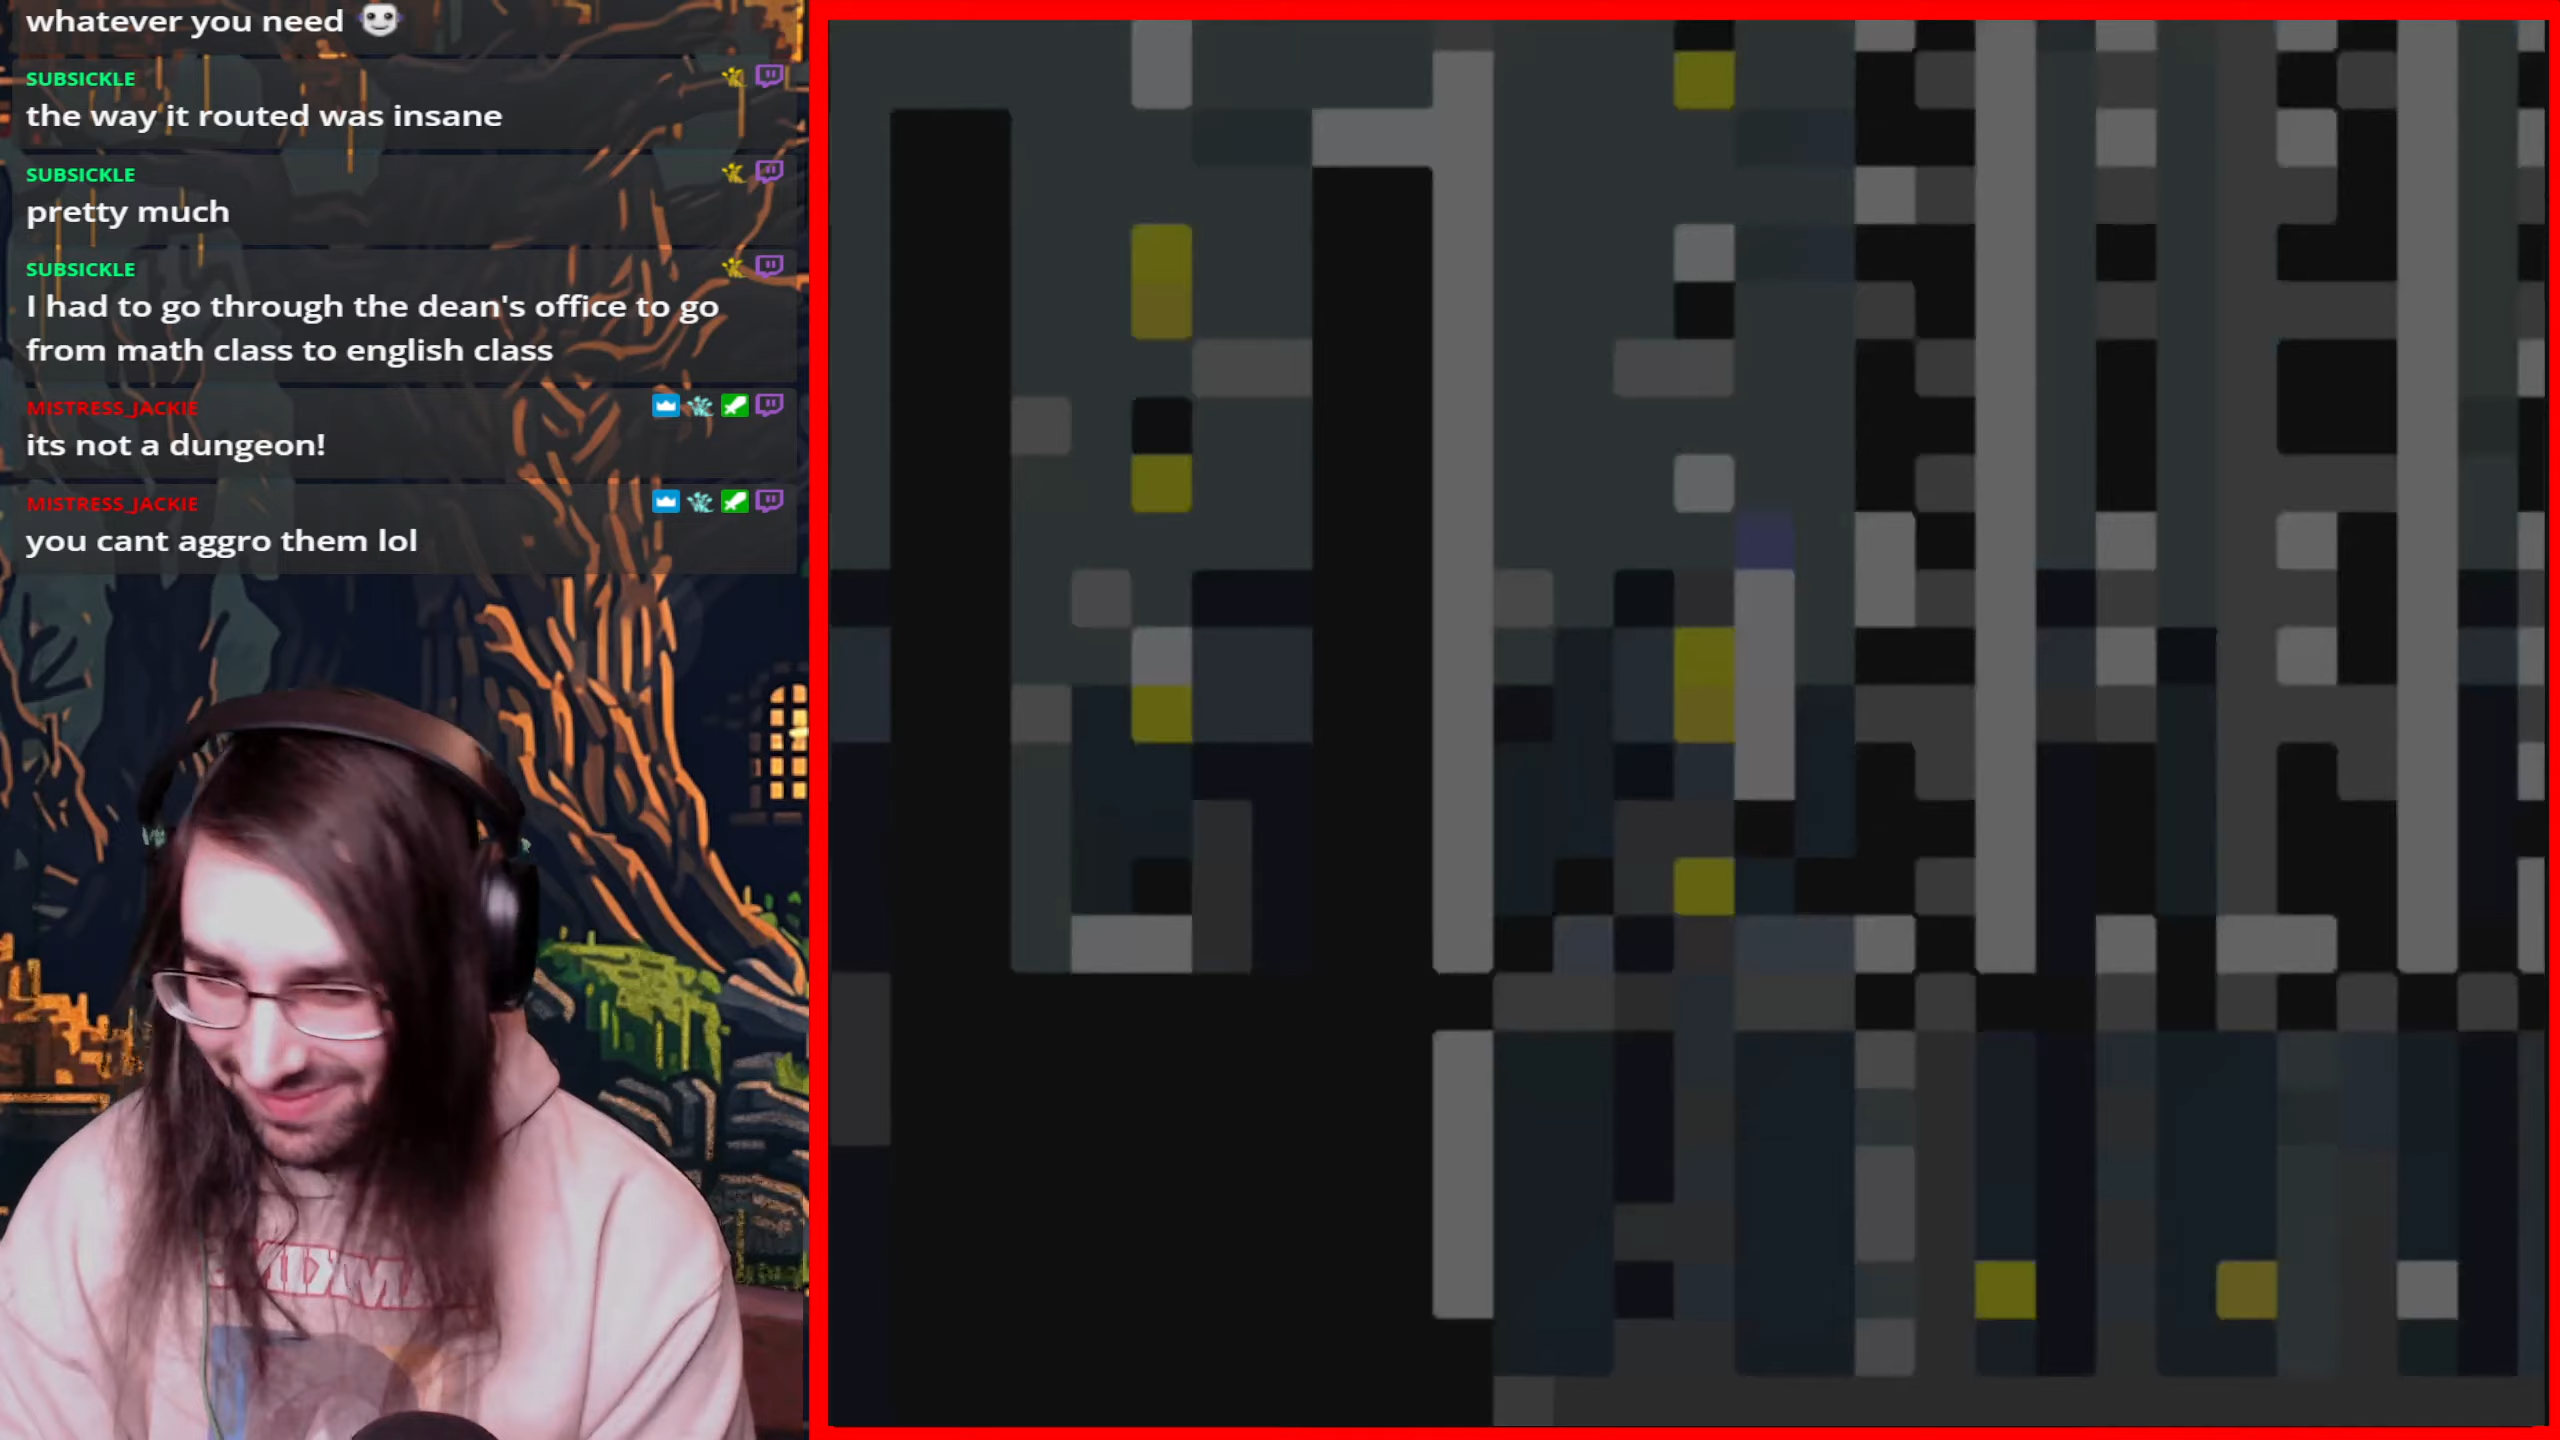 whatever you need
SUBSICKLE
the way it routed was insane
SUBSICKLE
pretty much
SUBSICKLE
I had to go through the dean's office to go
from math class to english class
MISTRESS_JACKIE
its not a dungeon!
MISTRESS_JACKIE
you cant aggro them lol